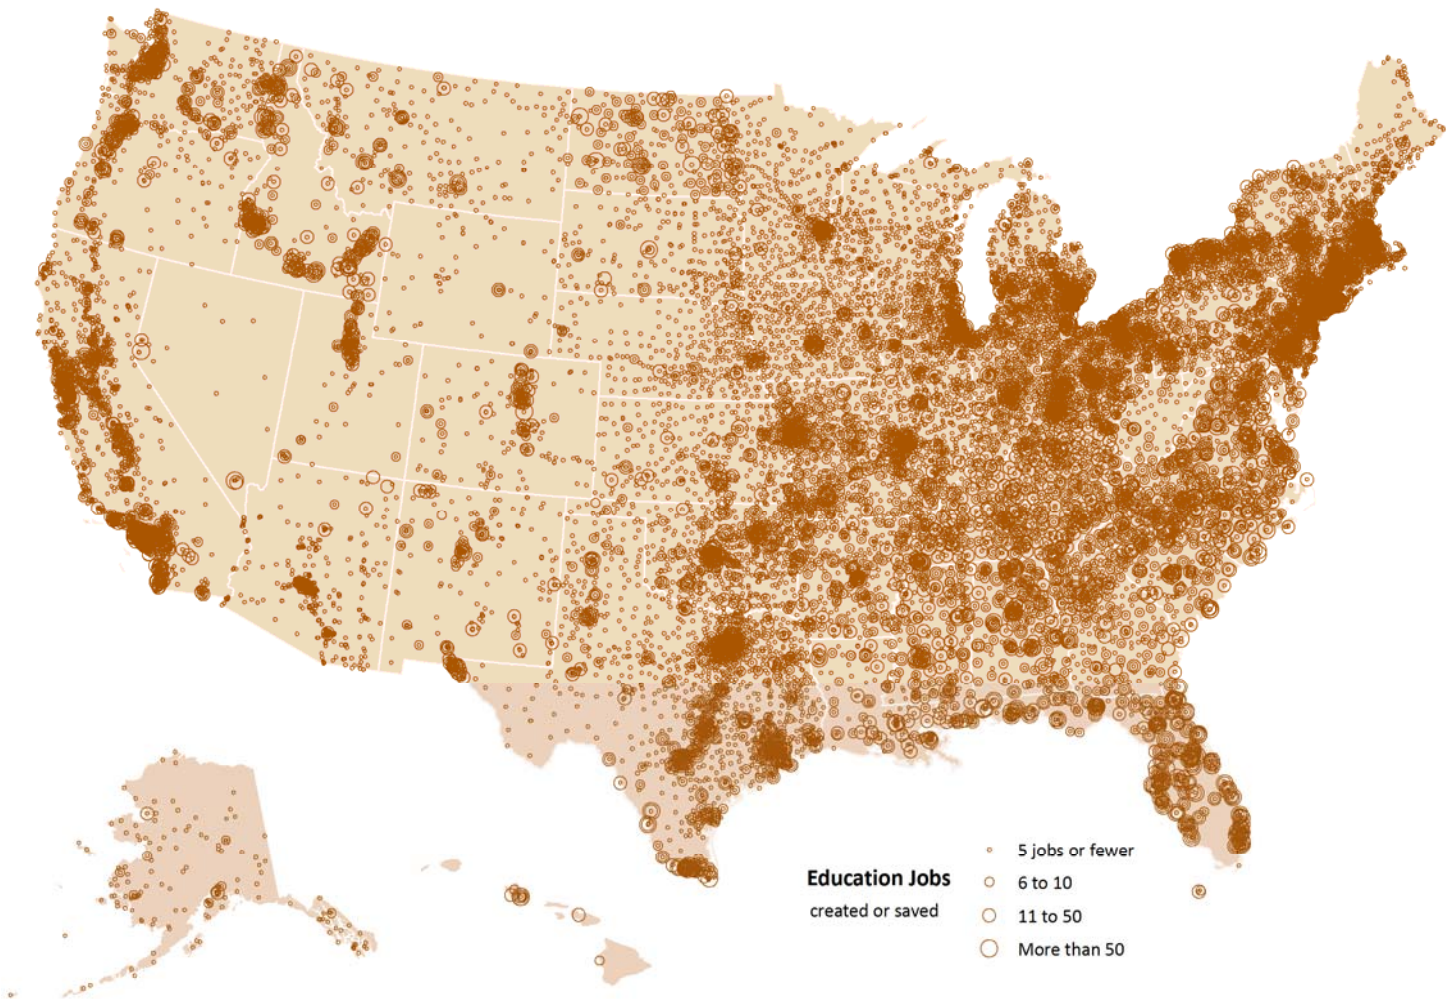 Education Jobs
created or saved
5 jobs or fewer
6 to 10
11 to 50
More than 50